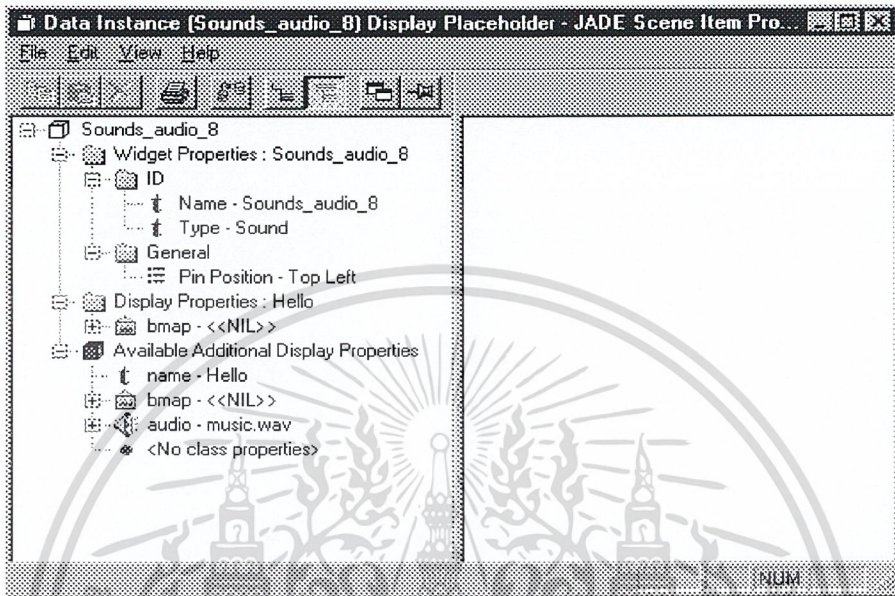 Data Instance (Sounds_audio_8) Display Placeholder - JADE Scene Item Pro...
File Edit View Help
Sounds_audio_8
Widget Properties : Sounds_audio_8
ID
Name - Sounds_audio_8
Type - Sound
General
Pin Position - Top Left
Display Properties : Hello
bmap - <<NIL>>
Available Additional Display Properties
name - Hello
bmap - <<NIL>>
audio - music.wav
<No class properties>
NUM